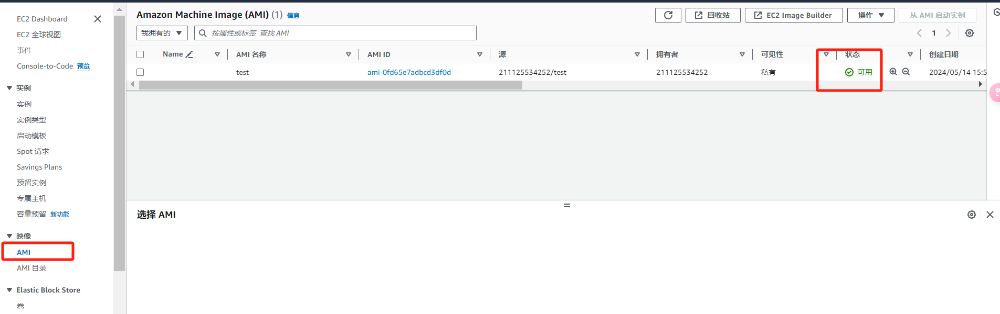 EC2 Dashboard
EC2 全球视图
事件
Console-to-Code 预览
实例
实例
实例类型
启动模板
Spot 请求
Savings Plans
预留实例
专属主机
容量预留 新功能
映像
AMI
AMI 目录
Elastic Block Store
卷
Amazon Machine Image (AMI) (1) 信息
回收站
EC2 Image Builder
操作
从 AMI 启动实例
我拥有的
按属性或标签 查找 AMI
1
Name AMI 名称 AMI ID 源 拥有者 可见性 状态 创建日期
test ami-0fd65e7adbcd3df0d 211125534252/test 211125534252 私有 可用 2024/05/14 15:5
选择 AMI